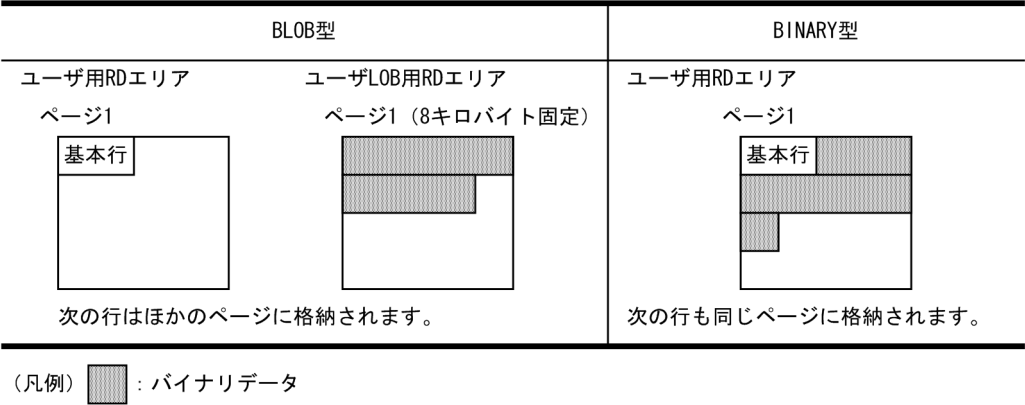 BLOB型
BINARY型
ユーザ用RDエリア
ユーザLOB用RDエリア
ユーザ用RDエリア
ページ1
ページ1（8キロバイト固定）
ページ1
基本行
基本行
次の行はほかのページに格納されます。
次の行も同じページに格納されます。
（凡例） ：バイナリデータ